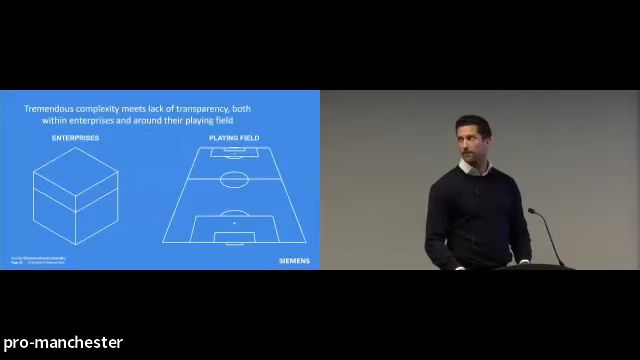 Tremendous complexity meets lack of transparency, both
within enterprises and around their playing field
ENTERPRISES
PLAYING FIELD
SIEMENS
pro-manchester